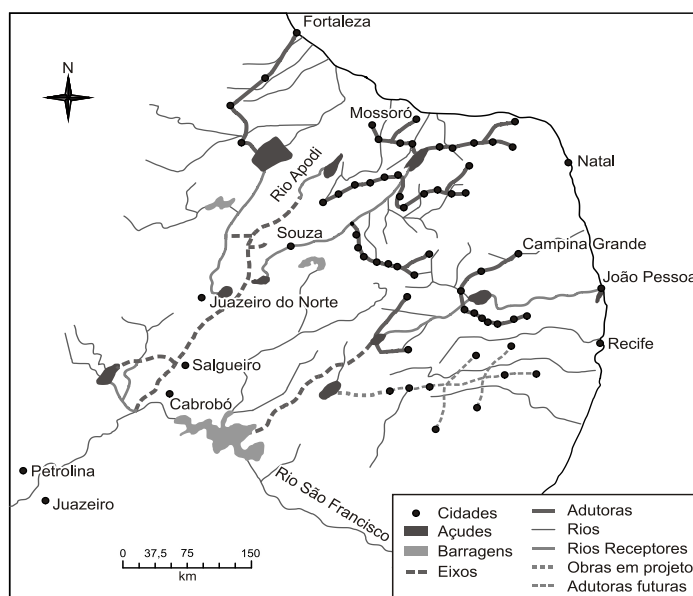 Fortaleza
N
Mossoró
Rio Apodi
Natal
Souza
Campina Grande
João Pessoa
Juazeiro do Norte
Salgueiro
Recife
Cabrobó
Petrolina
Juazeiro
Rio São Francisco
0 37,5 75 150
km
Cidades
Açudes
Barragens
Eixos
Adutoras
Rios
Rios Receptores
Obras em projeto
Adutoras futuras